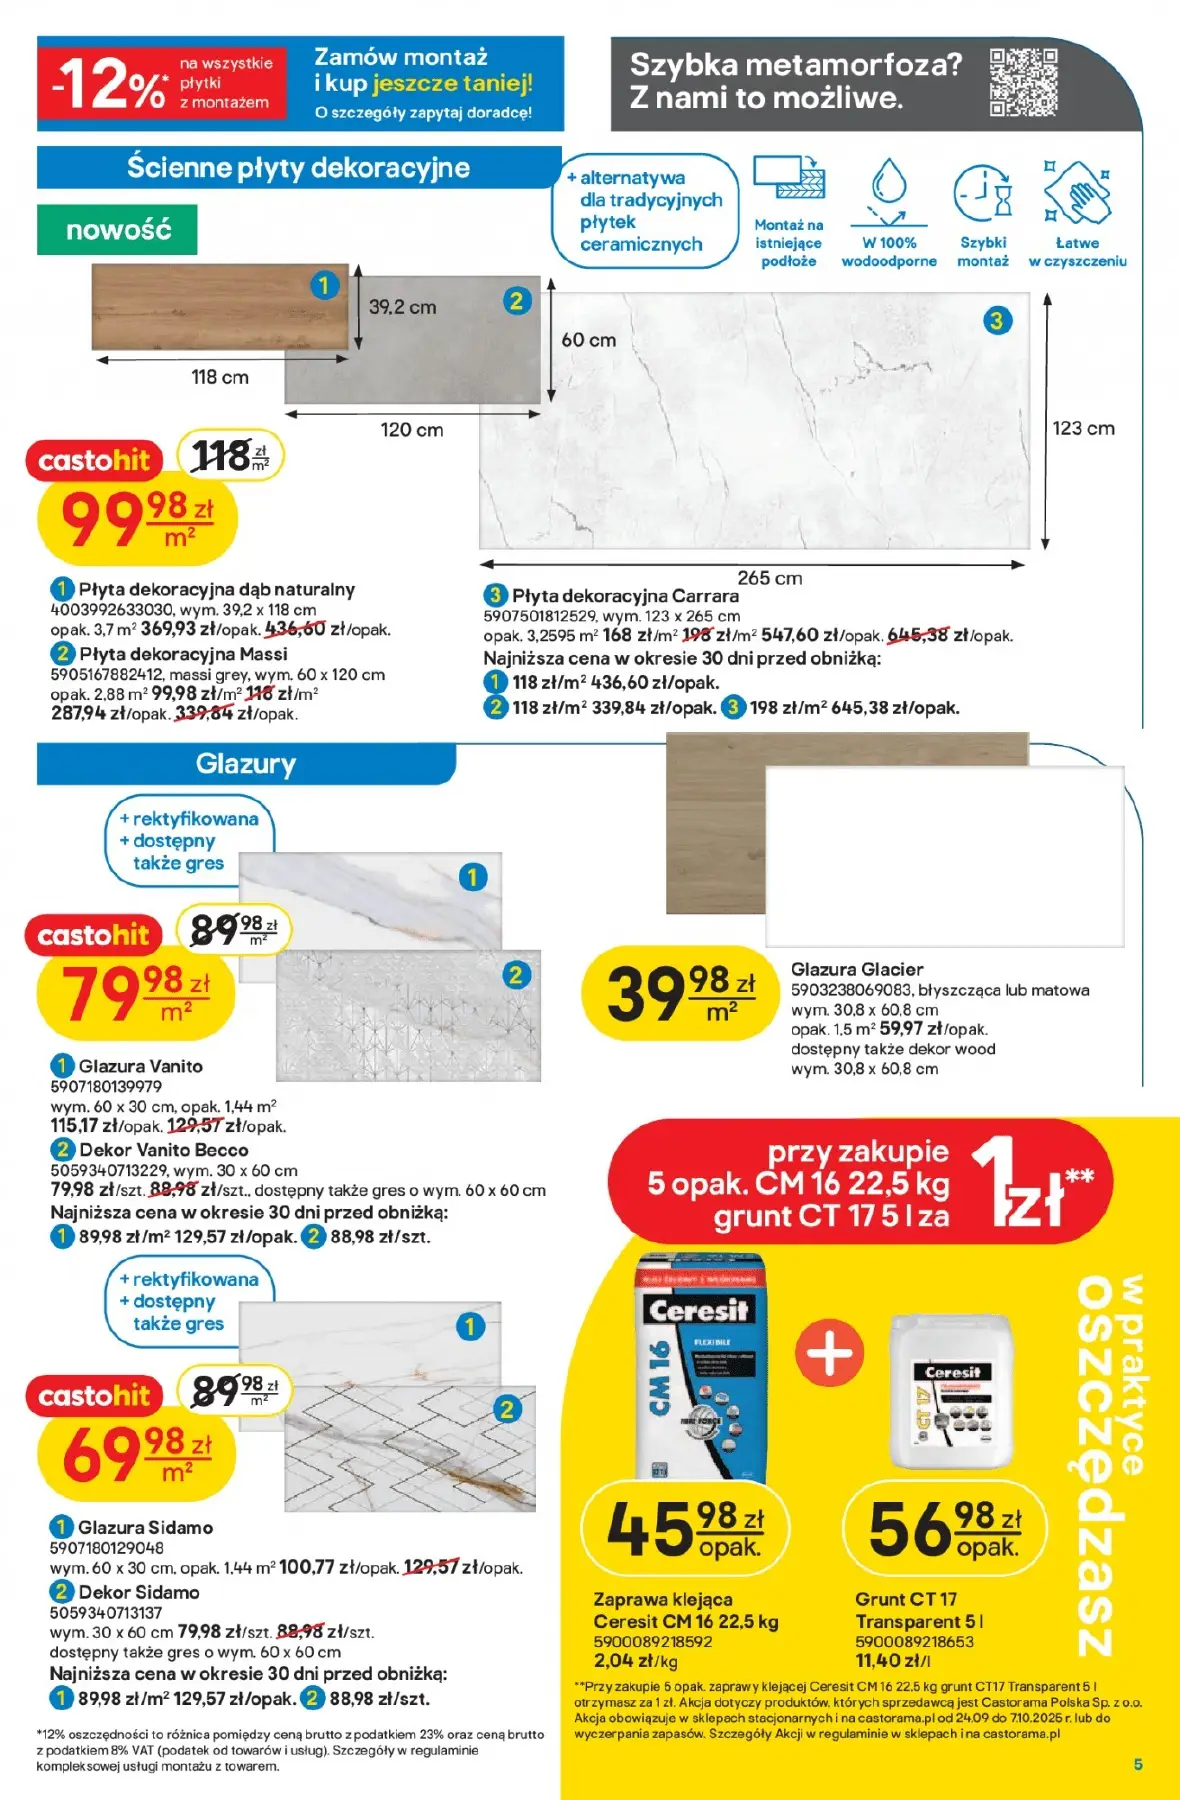 -12%*
na wszystkie
płytki
z montażem
Zamów montaż
i kup jeszcze taniej!
O szczegóły zapytaj doradcę!
Szybka metamorfoza?
Z nami to możliwe.
Ścienne płyty dekoracyjne
nowość
+ alternatywa
dla tradycyjnych
płytek
ceramicznych
Montaż na
istniejące
podłoże
W 100%
wodoodporne
Szybki
montaż
Łatwe
w czyszczeniu
1
39,2 cm
118 cm
2
60 cm
120 cm
3
123 cm
265 cm
castohit
118 zł
m²
99 98 zł
m²
1 Płyta dekoracyjna dąb naturalny
4003992633030, wym. 39,2 x 118 cm
opak. 3,7 m² 369,93 zł/opak. 436,60 zł/opak.
2 Płyta dekoracyjna Massi
5905167882412, massi grey, wym. 60 x 120 cm
opak. 2,88 m² 99,98 zł/m² 118 zł/m²
287,94 zł/opak. 339,84 zł/opak.
3 Płyta dekoracyjna Carrara
5907501812529, wym. 123 x 265 cm
opak. 3,2595 m² 168 zł/m² 198 zł/m² 547,60 zł/opak. 645,38 zł/opak.
Najniższa cena w okresie 30 dni przed obniżką:
1 118 zł/m² 436,60 zł/opak.
2 118 zł/m² 339,84 zł/opak. 3 198 zł/m² 645,38 zł/opak.
Glazury
+ rektyfikowana
+ dostępny
także gres
1
2
castohit
89 98 zł
m²
79 98 zł
m²
1 Glazura Vanito
5907180139979
wym. 60 x 30 cm, opak. 1,44 m²
115,17 zł/opak. 129,57 zł/opak.
2 Dekor Vanito Becco
5059340713229, wym. 30 x 60 cm
79,98 zł/szt. 88,98 zł/szt., dostępny także gres o wym. 60 x 60 cm
Najniższa cena w okresie 30 dni przed obniżką:
1 89,98 zł/m² 129,57 zł/opak. 2 88,98 zł/szt.
39 98 zł
m²
Glazura Glacier
5903238069083, błyszcząca lub matowa
wym. 30,8 x 60,8 cm
opak. 1,5 m² 59,97 zł/opak.
dostępny także dekor wood
wym. 30,8 x 60,8 cm
+ rektyfikowana
+ dostępny
także gres
1
2
castohit
89 98 zł
m²
69 98 zł
m²
1 Glazura Sidamo
5907180129048
wym. 60 x 30 cm, opak. 1,44 m² 100,77 zł/opak. 129,57 zł/opak.
2 Dekor Sidamo
5059340713137
wym. 30 x 60 cm 79,98 zł/szt. 88,98 zł/szt.
dostępny także gres o wym. 60 x 60 cm
Najniższa cena w okresie 30 dni przed obniżką:
1 89,98 zł/m² 129,57 zł/opak. 2 88,98 zł/szt.
*12% oszczędności to różnica pomiędzy ceną brutto z podatkiem 23% oraz ceną brutto
z podatkiem 8% VAT (podatek od towarów i usług). Szczegóły w regulaminie
kompleksowej usługi montażu z towarem.
przy zakupie
5 opak. CM 16 22,5 kg
grunt CT 17 5 l za
1 zł**
Ceresit
CM 16
FLEXIBLE
+
Ceresit
CT 17
w praktyce
oszczędzasz
45 98 zł
opak.
56 98 zł
opak.
Zaprawa klejąca
Ceresit CM 16 22,5 kg
5900089218592
2,04 zł/kg
Grunt CT 17
Transparent 5 l
5900089218653
11,40 zł/l
**Przy zakupie 5 opak. zaprawy klejącej Ceresit CM 16 22,5 kg grunt CT17 Transparent 5 l
otrzymasz za 1 zł. Akcja dotyczy produktów, których sprzedawcą jest Castorama Polska Sp. z o.o.
Akcja obowiązuje w sklepach stacjonarnych i na castorama.pl od 24.09 do 7.10.2025 r. lub do
wyczerpania zapasów. Szczegóły Akcji w regulaminie w sklepach i na castorama.pl
5